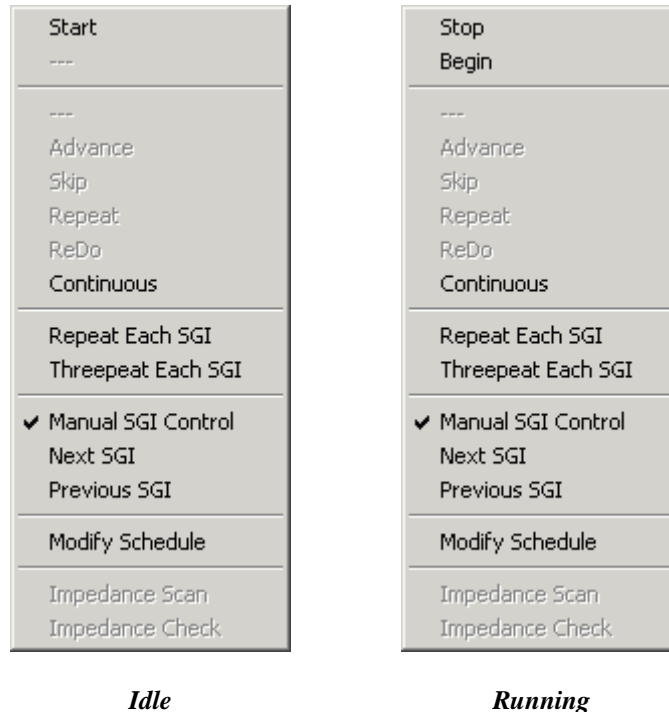 Start
---
---
Advance
Skip
Repeat
ReDo
Continuous
Repeat Each SGI
Threepeat Each SGI
✔ Manual SGI Control
Next SGI
Previous SGI
Modify Schedule
Impedance Scan
Impedance Check
Idle
Stop
Begin
---
Advance
Skip
Repeat
ReDo
Continuous
Repeat Each SGI
Threepeat Each SGI
✔ Manual SGI Control
Next SGI
Previous SGI
Modify Schedule
Impedance Scan
Impedance Check
Running